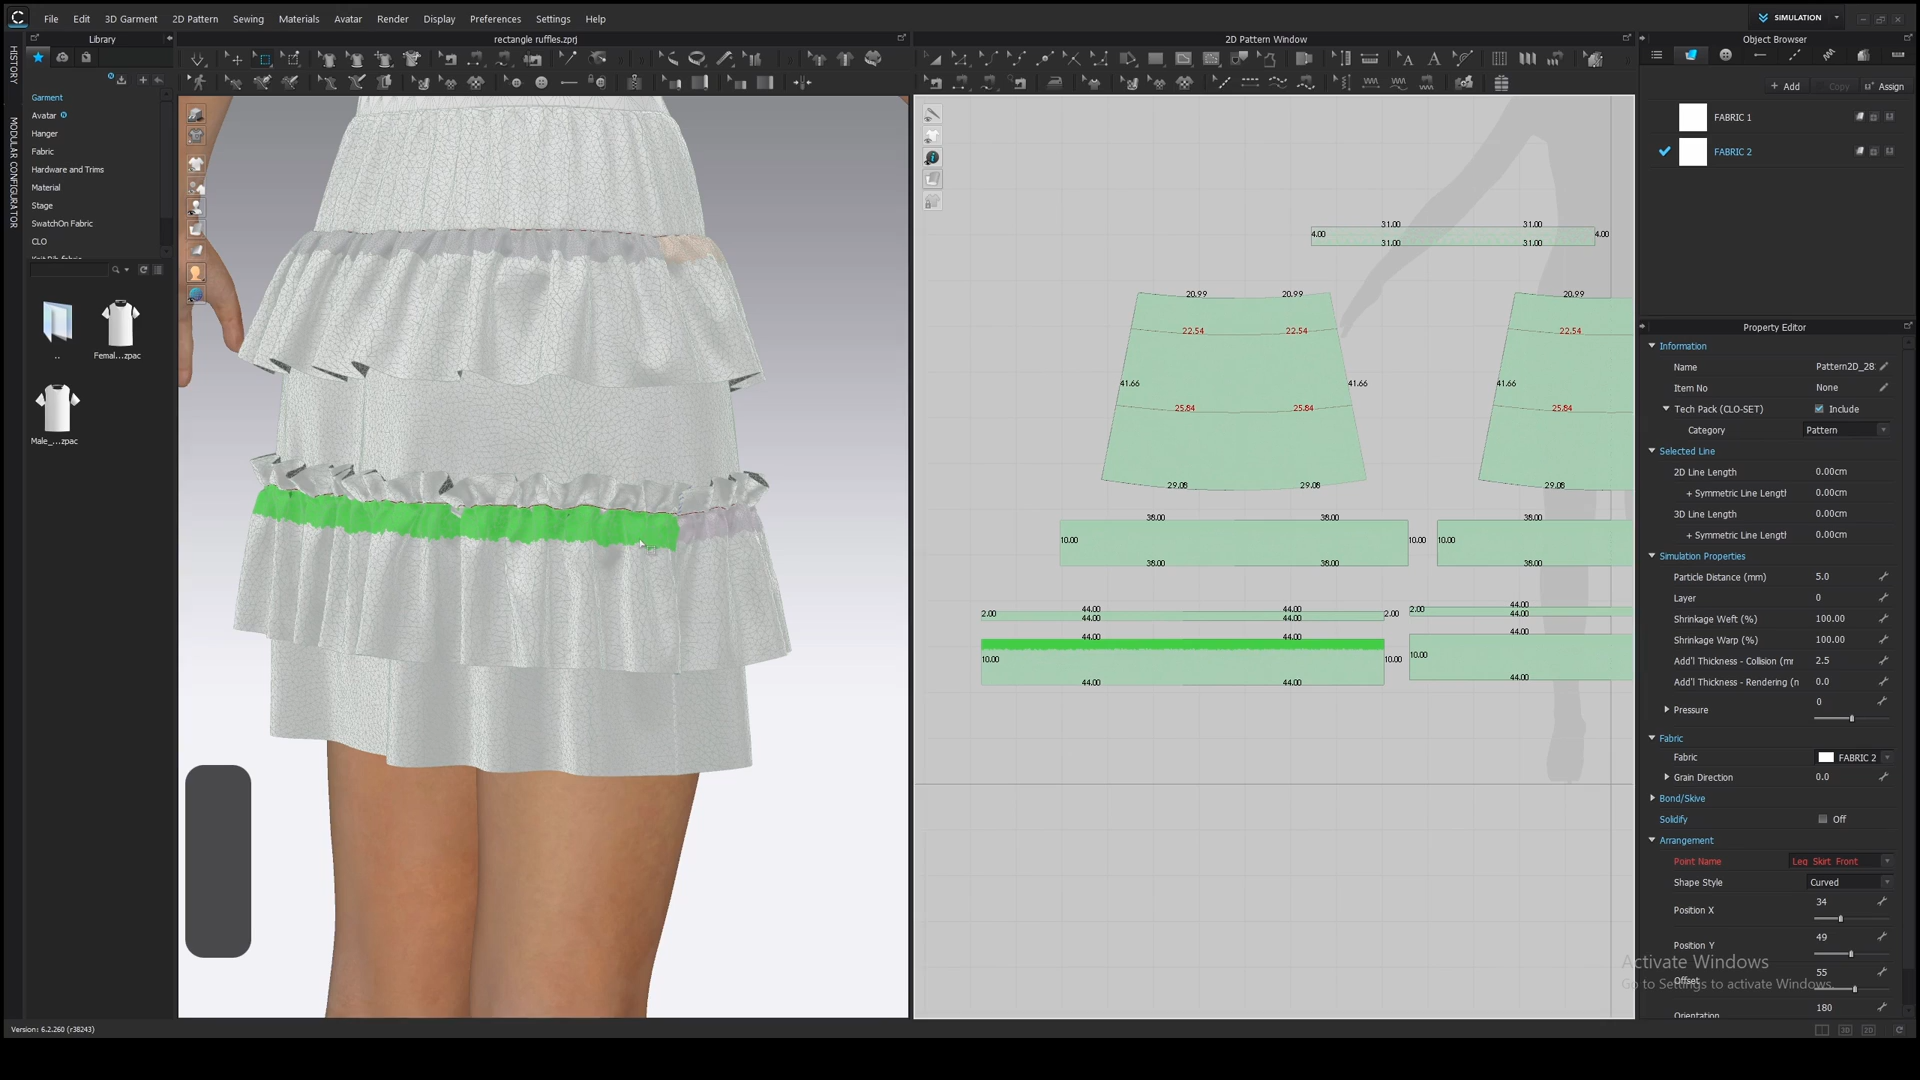 File Edit 3D Garment 2D Pattern Sewing Materials Avatar Render Display Preferences Settings Help
SIMULATION
Library
rectangle ruffles.zprj
2D Pattern Window
Object Browser
HISTORY
MODULAR CONFIGURATOR
Garment
Avatar
Hanger
Fabric
Hardware and Trims
Material
Stage
SwatchOn Fabric
CLO
..
Femal...zpac
Male_...zpac
31.00 31.00
4.00 4.00
31.00 31.00
20.99 20.99 20.99
22.54 22.54 22.54
41.66 41.66 41.66
25.84 25.84 25.84
29.08 29.08 29.08
38.00 38.00 38.00
10.00 10.00 10.00
38.00 38.00 38.00
44.00 44.00 44.00
2.00 2.00 2.00
44.00 44.00 44.00
44.00 44.00 44.00
10.00 10.00 10.00
44.00 44.00 44.00
+ Add Copy Assign
FABRIC 1
FABRIC 2
Property Editor
Information
Name Pattern2D_28
Item No None
Tech Pack (CLO-SET) Include
Category Pattern
Selected Line
2D Line Length 0.00cm
+ Symmetric Line Lengt 0.00cm
3D Line Length 0.00cm
+ Symmetric Line Lengt 0.00cm
Simulation Properties
Particle Distance (mm) 5.0
Layer 0
Shrinkage Weft (%) 100.00
Shrinkage Warp (%) 100.00
Add'l Thickness - Collision (m 2.5
Add'l Thickness - Rendering (n 0.0
Pressure 0
Fabric
Fabric FABRIC 2
Grain Direction 0.0
Bond/Skive
Solidify Off
Arrangement
Point Name Leg Skirt Front
Shape Style Curved
Position X 34
Position Y 49
Offset 55
Orientation 180
Activate Windows
Go to Settings to activate Windows.
Version: 6.2.260 (r38243)
3D 2D